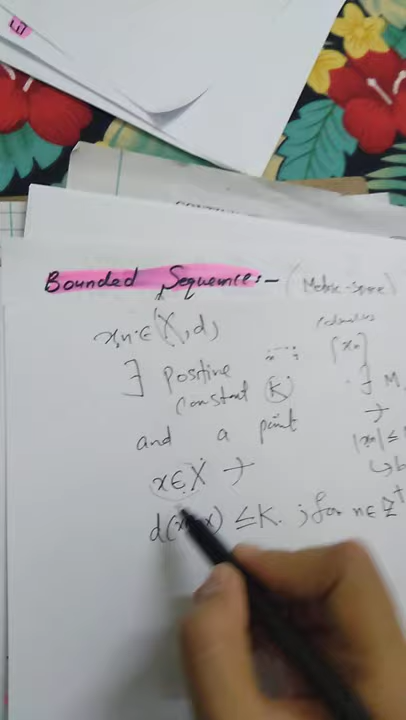 Bounded Sequence:- (Metric-space)
x,n ∈ (X, d)
∃ Positive
constant K
and a point
x ∈ X
d(x x) ≤ K. ; for n ∈ Z⁺
[xₙ]
∃ M
|xₙ| ≤